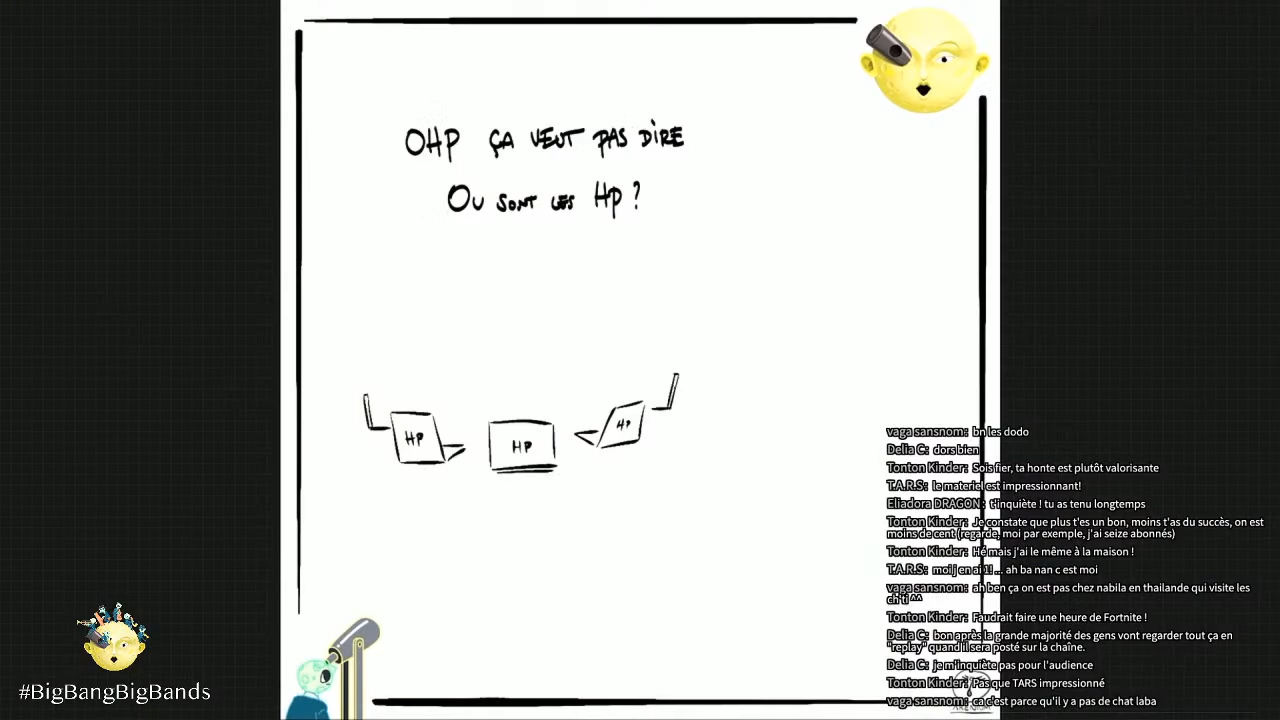 OHP ÇA VEUT PAS DIRE
OU SONT LES HP ?
HP
HP
HP
vaga sansnom: bn les dodo
Delia C: dors bien
Tonton Kinder: Sois fier, ta honte est plutôt valorisante
T.A.R.S: le materiel est impressionnant!
Eliadora DRAGON: t'inquiète ! tu as tenu longtemps
Tonton Kinder: Je constate que plus t'es un bon, moins t'as du succès, on est
moins de cent (regarde, moi par exemple, j'ai seize abonnés)
Tonton Kinder: Hé mais j'ai le même à la maison !
T.A.R.S: moi j en ai 1! ... ah ba nan c est moi
vaga sansnom: ah ben ça on est pas chez nabila en thailande qui visite les
ch'ti ^^
Tonton Kinder: Faudrait faire une heure de Fortnite !
Delia C: bon après la grande majorité des gens vont regarder tout ça en
"replay" quand il sera posté sur la chaîne.
Delia C: je m'inquiète pas pour l'audience
Tonton Kinder: Pas que TARS impressionné
vaga sansnom: ca c'est parce qu'il y a pas de chat laba
#BigBangBigBands